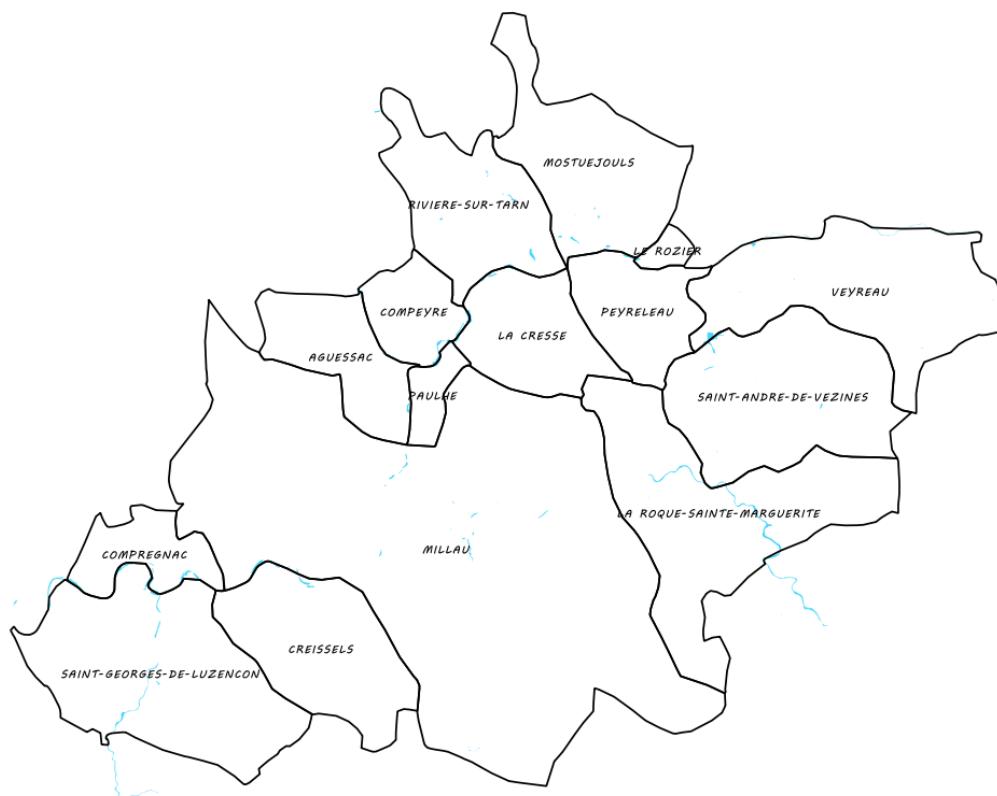 MOSTUEJOULS
RIVIERE-SUR-TARN
LE ROZIER
VEYREAU
COMPEYRE
PEYRELEAU
LA CRESSE
AGUESSAC
PAULHE
SAINT-ANDRE-DE-VEZINES
LA ROQUE-SAINTE-MARGUERITE
MILLAU
COMPREGNAC
CREISSELS
SAINT-GEORGES-DE-LUZENCON